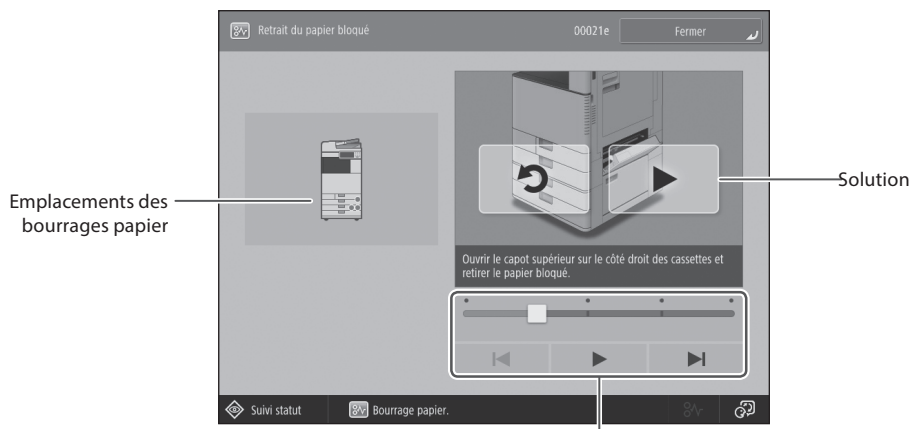 Retrait du papier bloqué
00021e
Fermer
Emplacements des
bourrages papier
Solution
Ouvrir le capot supérieur sur le côté droit des cassettes et
retirer le papier bloqué.
Suivi statut
Bourrage papier.